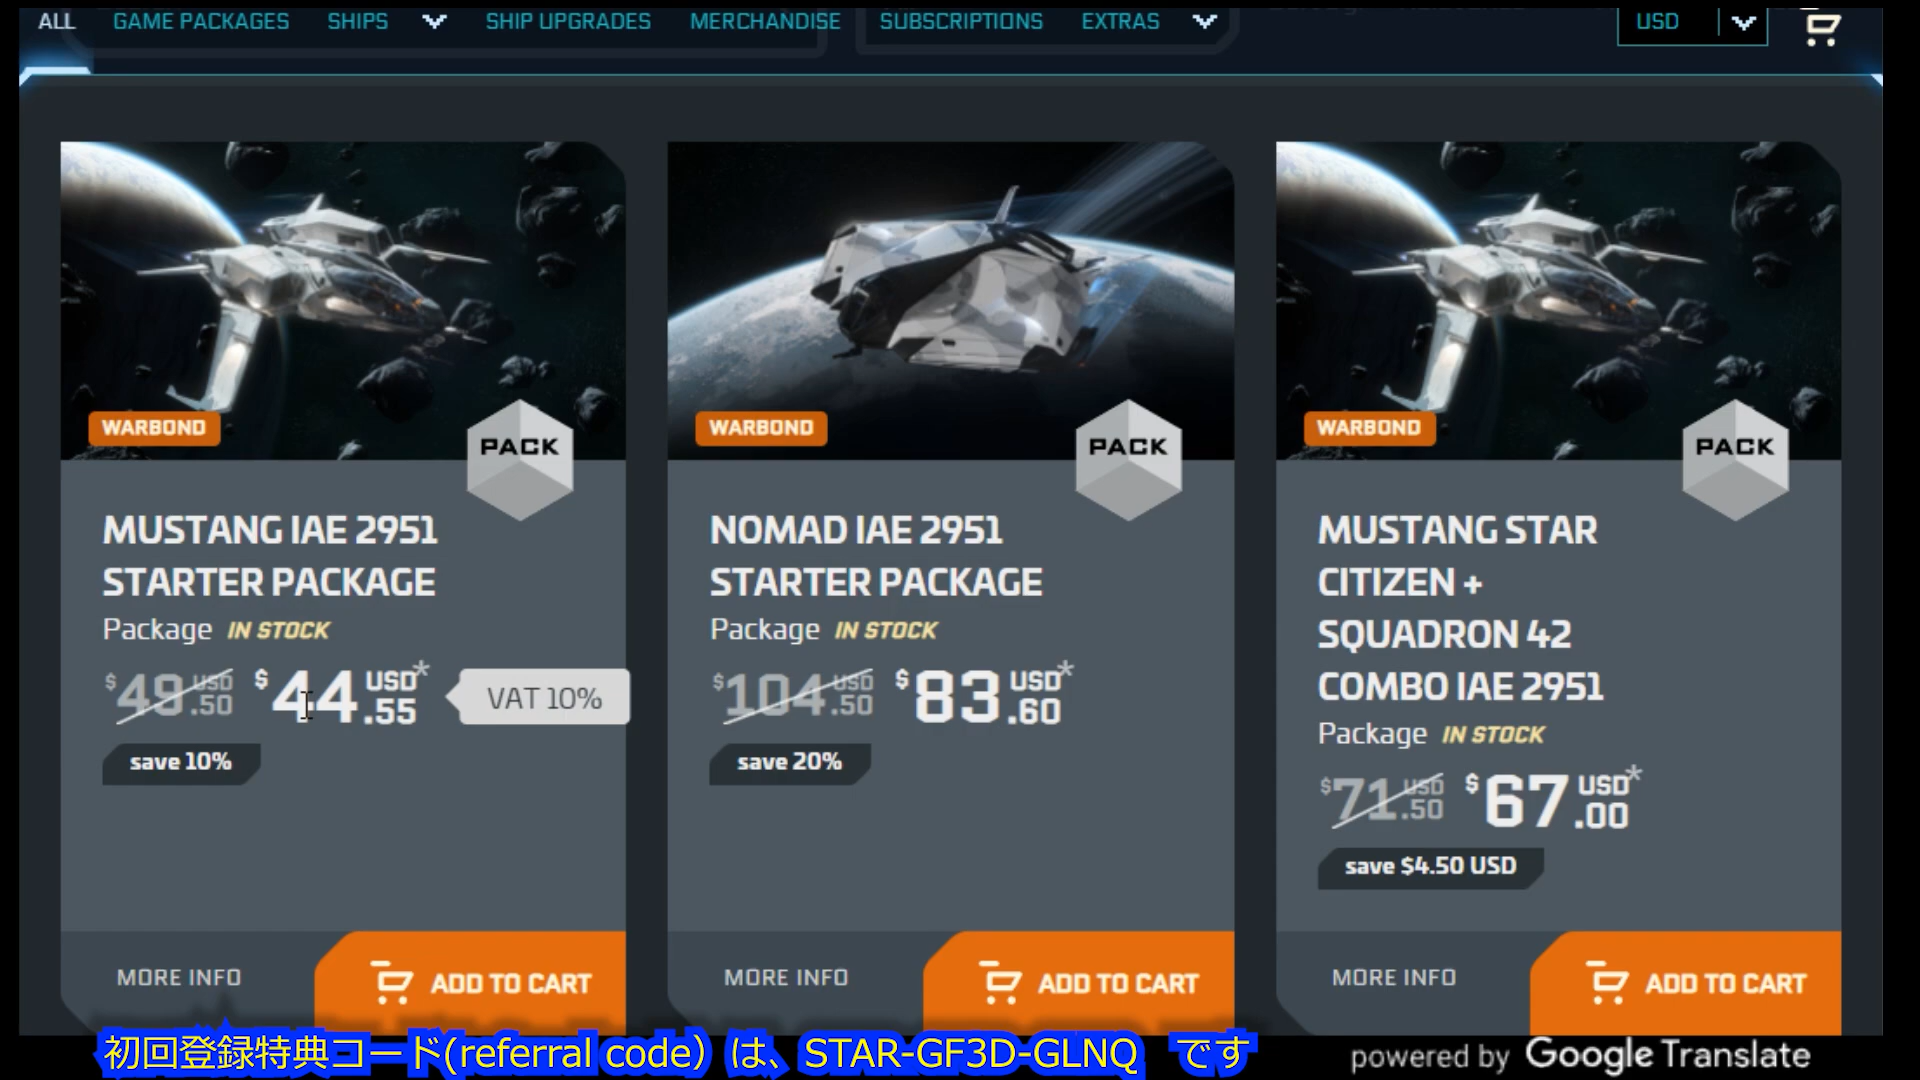 ALL GAME PACKAGES SHIPS SHIP UPGRADES MERCHANDISE SUBSCRIPTIONS EXTRAS USD
WARBOND
PACK
MUSTANG IAE 2951
STARTER PACKAGE
Package IN STOCK
$49.50 USD $44.55 USD*
VAT 10%
save 10%
MORE INFO
ADD TO CART
WARBOND
PACK
NOMAD IAE 2951
STARTER PACKAGE
Package IN STOCK
$104.50 USD $83.60 USD*
save 20%
MORE INFO
ADD TO CART
WARBOND
PACK
MUSTANG STAR
CITIZEN +
SQUADRON 42
COMBO IAE 2951
Package IN STOCK
$71.50 USD $67.00 USD*
save $4.50 USD
MORE INFO
ADD TO CART
初回登録特典コード(referral code）は、STAR-GF3D-GLNQ です
powered by Google Translate